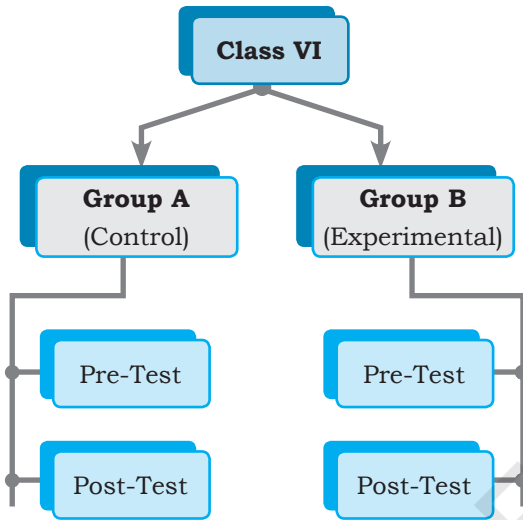 Class VI
Group A
(Control)
Group B
(Experimental)
Pre-Test
Pre-Test
Post-Test
Post-Test